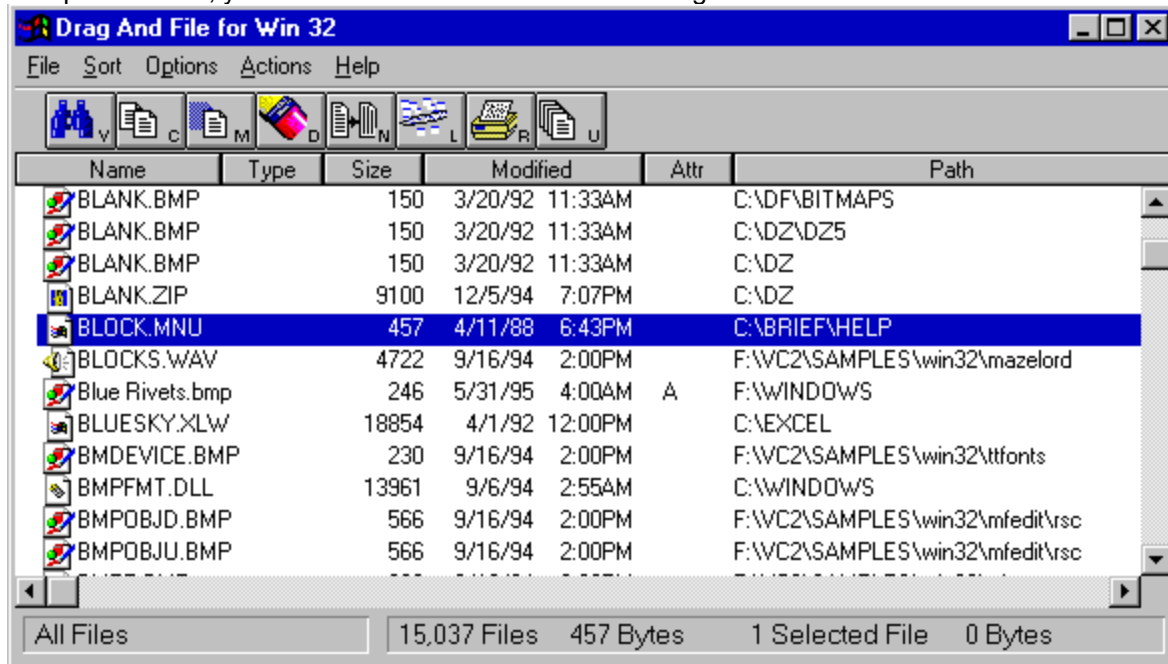 Drag And File for Win 32
File Sort Options Actions Help
V C M D N L R U
Name Type Size Modified Attr Path
BLANK.BMP 150 3/20/92 11:33AM C:\DF\BITMAPS
BLANK.BMP 150 3/20/92 11:33AM C:\DZ\DZ5
BLANK.BMP 150 3/20/92 11:33AM C:\DZ
BLANK.ZIP 9100 12/5/94 7:07PM C:\DZ
BLOCK.MNU 457 4/11/88 6:43PM C:\BRIEF\HELP
BLOCKS.WAV 4722 9/16/94 2:00PM F:\VC2\SAMPLES\win32\mazelord
Blue Rivets.bmp 246 5/31/95 4:00AM A F:\WINDOWS
BLUESKY.XLW 18854 4/1/92 12:00PM C:\EXCEL
BMDEVICE.BMP 230 9/16/94 2:00PM F:\VC2\SAMPLES\win32\ttfonts
BMPFMT.DLL 13961 9/6/94 2:55AM C:\WINDOWS
BMPOBJD.BMP 566 9/16/94 2:00PM F:\VC2\SAMPLES\win32\mfedit\rsc
BMPOBJU.BMP 566 9/16/94 2:00PM F:\VC2\SAMPLES\win32\mfedit\rsc
All Files 15,037 Files 457 Bytes 1 Selected File 0 Bytes